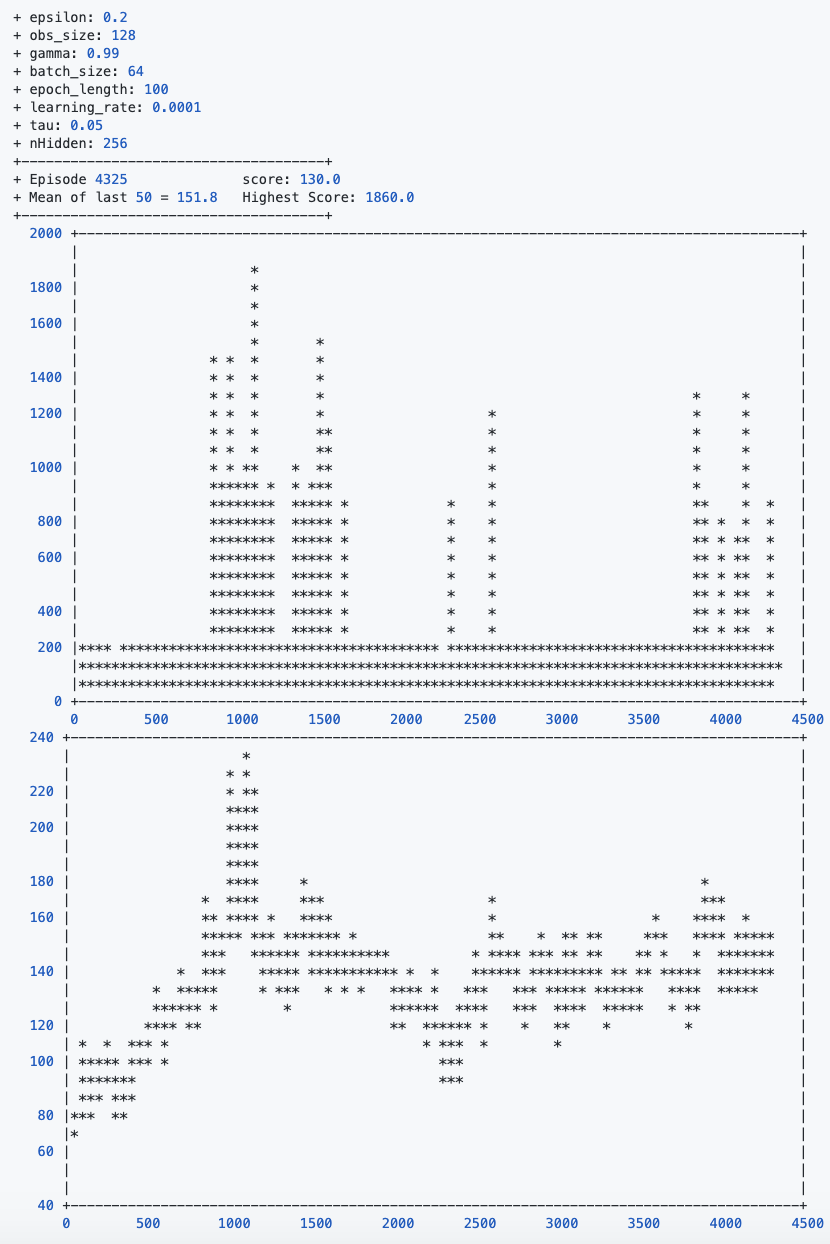 + epsilon: 0.2
+ obs_size: 128
+ gamma: 0.99
+ batch_size: 64
+ epoch_length: 100
+ learning_rate: 0.0001
+ tau: 0.05
+ nHidden: 256
+ Episode 4325 score: 130.0
+ Mean of last 50 = 151.8 Highest Score: 1860.0
2000
1800
1600
1400
1200
1000
800
600
400
200
0
0 500 1000 1500 2000 2500 3000 3500 4000 4500
240
220
200
180
160
140
120
100
80
60
40
0 500 1000 1500 2000 2500 3000 3500 4000 4500